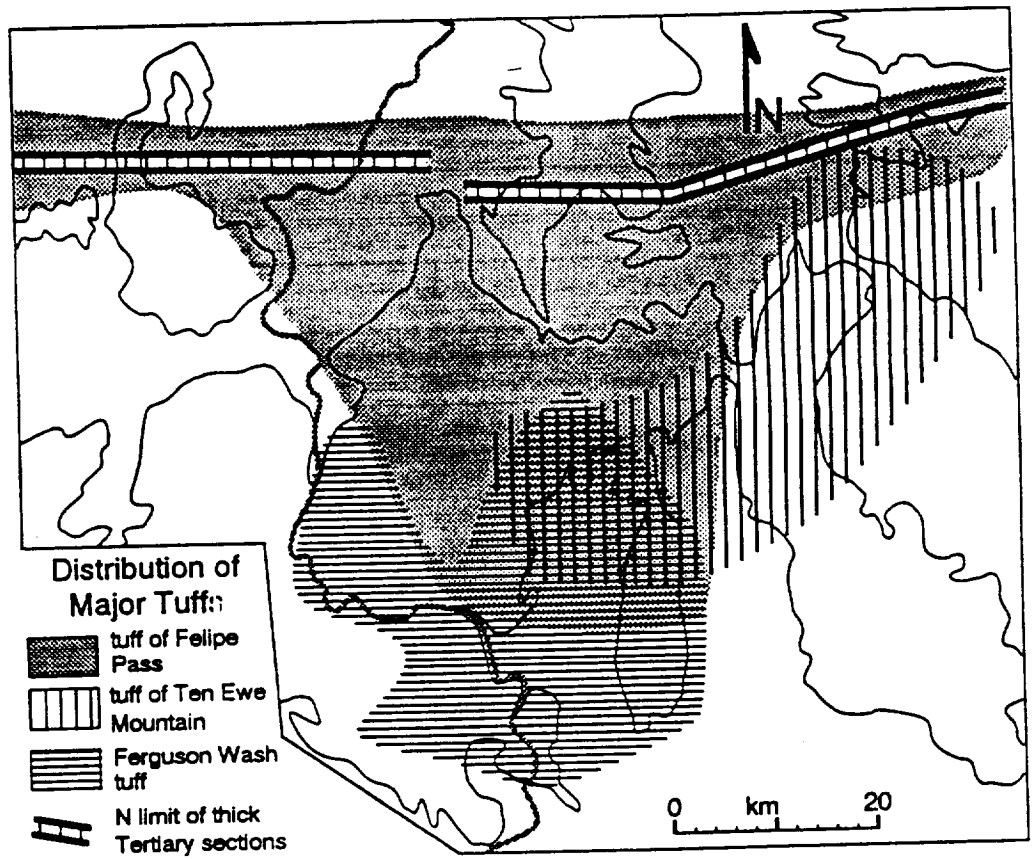 N
Distribution of
Major Tuffs
tuff of Felipe
Pass
tuff of Ten Ewe
Mountain
Ferguson Wash
tuff
N limit of thick
Tertiary sections
0 km 20